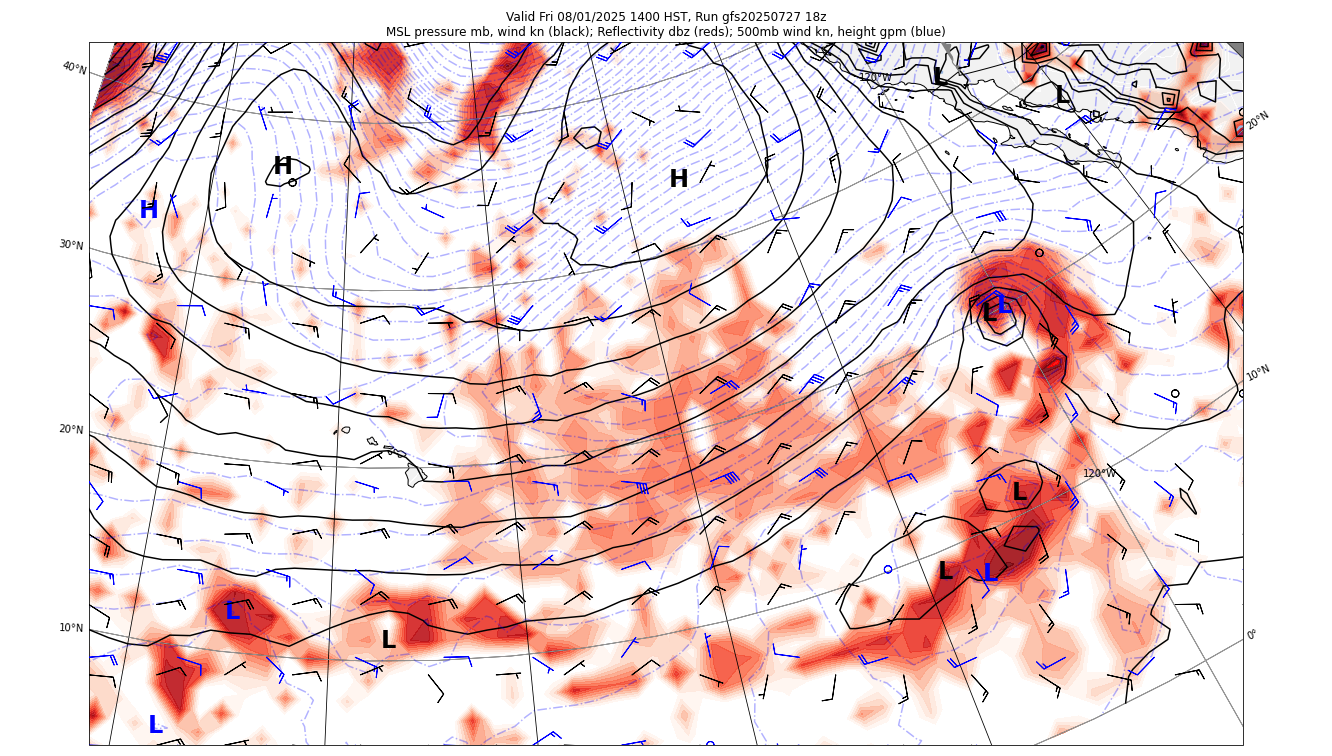 Valid Fri 08/01/2025 1400 HST, Run gfs20250727 18z
MSL pressure mb, wind kn (black); Reflectivity dbz (reds); 500mb wind kn, height gpm (blue)
40°N
120°W
L
L
20°N
H
H
H
30°N
L
L
10°N
20°N
120°W
L
L
L
L
10°N
L
0°
L